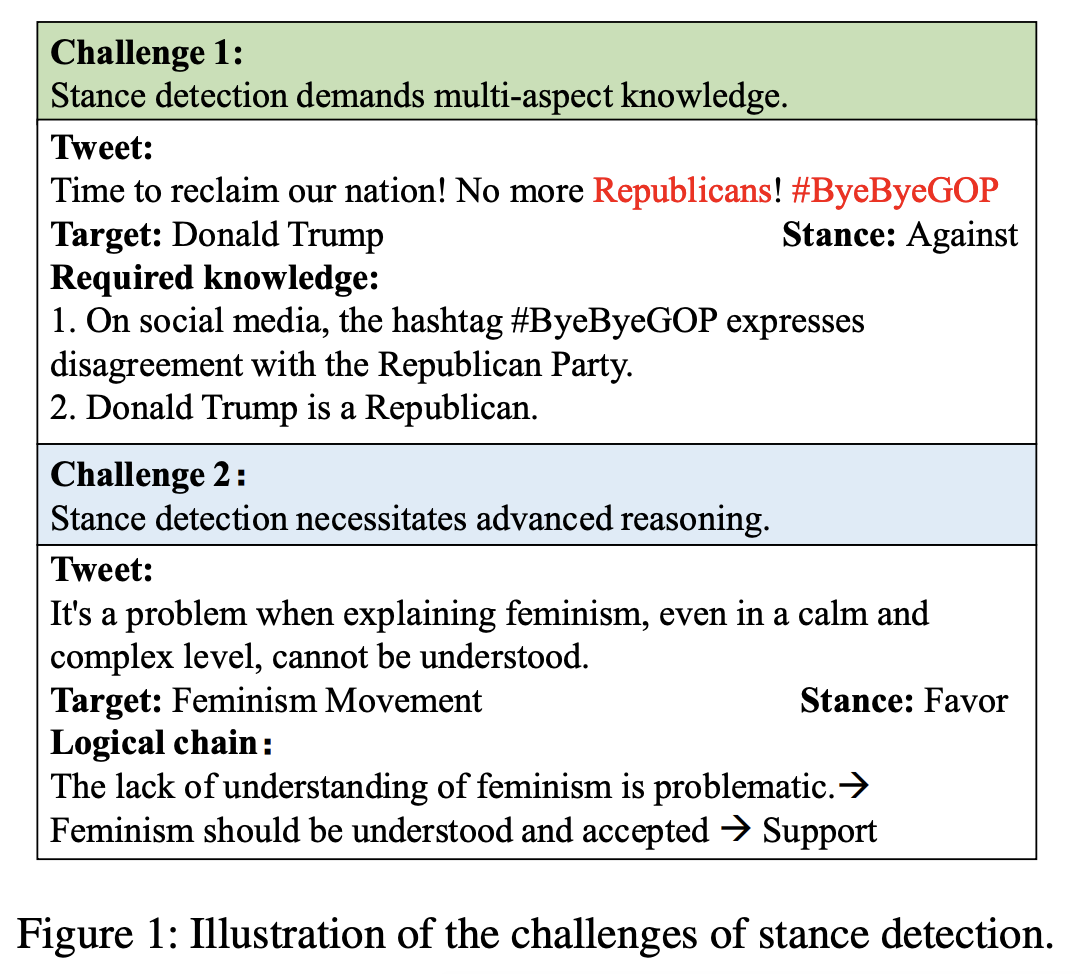 Challenge 1:
Stance detection demands multi-aspect knowledge.
Tweet:
Time to reclaim our nation! No more Republicans! #ByeByeGOP
Target: Donald Trump Stance: Against
Required knowledge:
1. On social media, the hashtag #ByeByeGOP expresses
disagreement with the Republican Party.
2. Donald Trump is a Republican.
Challenge 2:
Stance detection necessitates advanced reasoning.
Tweet:
It's a problem when explaining feminism, even in a calm and
complex level, cannot be understood.
Target: Feminism Movement Stance: Favor
Logical chain:
The lack of understanding of feminism is problematic.→
Feminism should be understood and accepted → Support
Figure 1: Illustration of the challenges of stance detection.